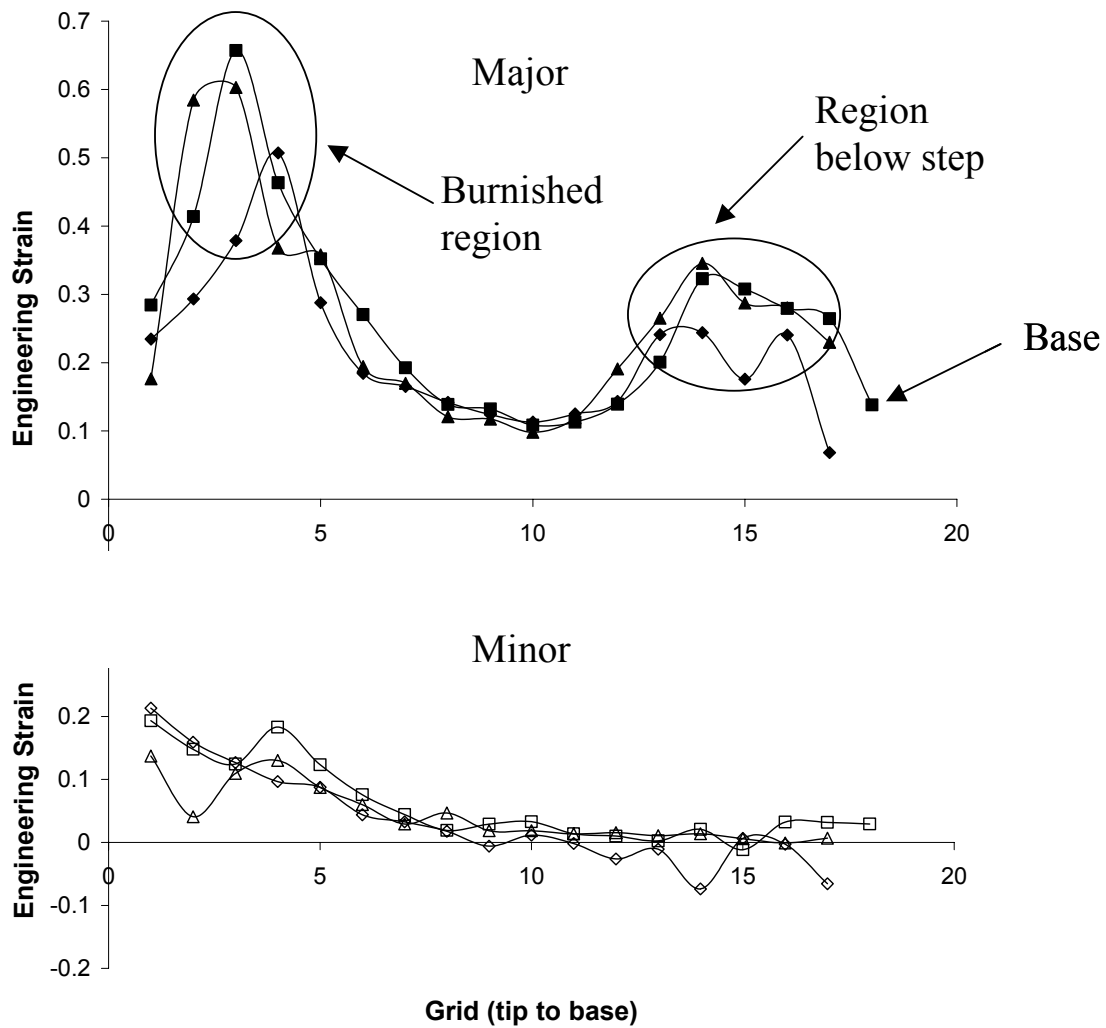 0.7
Major
0.6
Region
below step
0.5
Burnished
region
0.4
0.3
Base
0.2
0.1
0
0 5 10 15 20
Engineering Strain
Minor
0.2
0.1
0
0 5 10 15 20
-0.1
-0.2
Engineering Strain
Grid (tip to base)